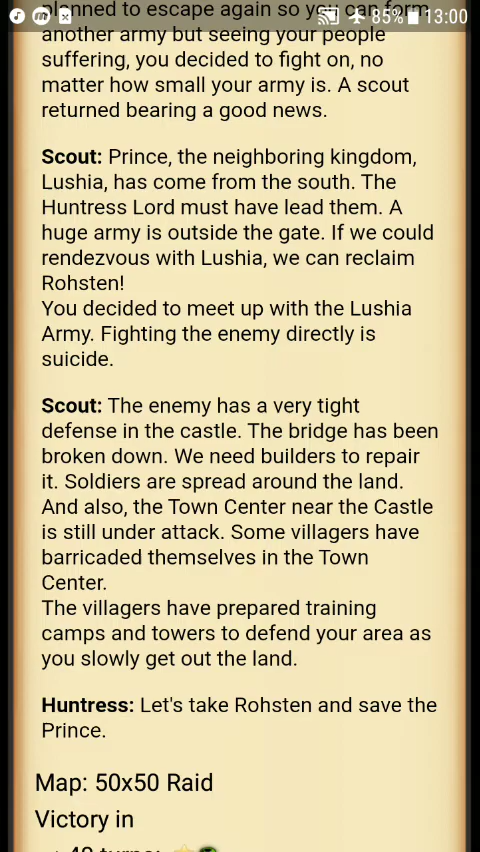 85% 13:00
planned to escape again so you can form
another army but seeing your people
suffering, you decided to fight on, no
matter how small your army is. A scout
returned bearing a good news.
Scout: Prince, the neighboring kingdom,
Lushia, has come from the south. The
Huntress Lord must have lead them. A
huge army is outside the gate. If we could
rendezvous with Lushia, we can reclaim
Rohsten!
You decided to meet up with the Lushia
Army. Fighting the enemy directly is
suicide.
Scout: The enemy has a very tight
defense in the castle. The bridge has been
broken down. We need builders to repair
it. Soldiers are spread around the land.
And also, the Town Center near the Castle
is still under attack. Some villagers have
barricaded themselves in the Town
Center.
The villagers have prepared training
camps and towers to defend your area as
you slowly get out the land.
Huntress: Let's take Rohsten and save the
Prince.
Map: 50x50 Raid
Victory in